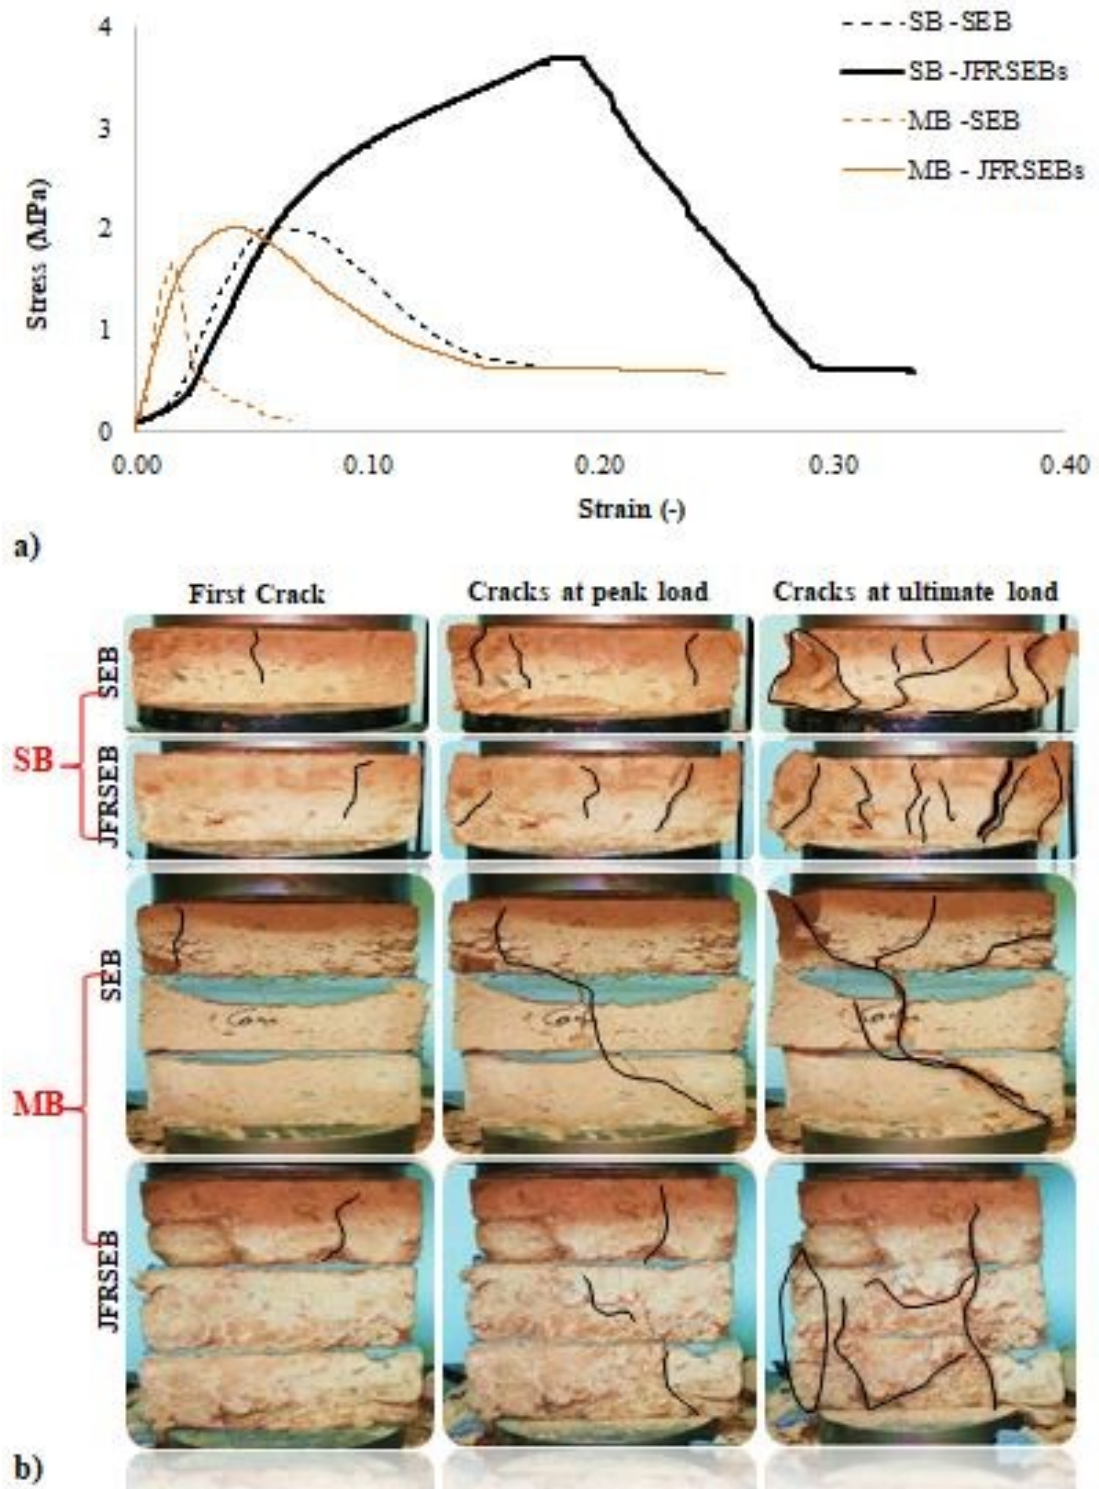 4
3
2
1
0
Stress (MPa)
SB -SEB
SB -JFRSEBs
MB -SEB
MB - JFRSEBs
0.00 0.10 0.20 0.30 0.40
Strain (-)
a)
First Crack Cracks at peak load Cracks at ultimate load
SB
SEB
JFRSEB
MB
SEB
JFRSEB
b)